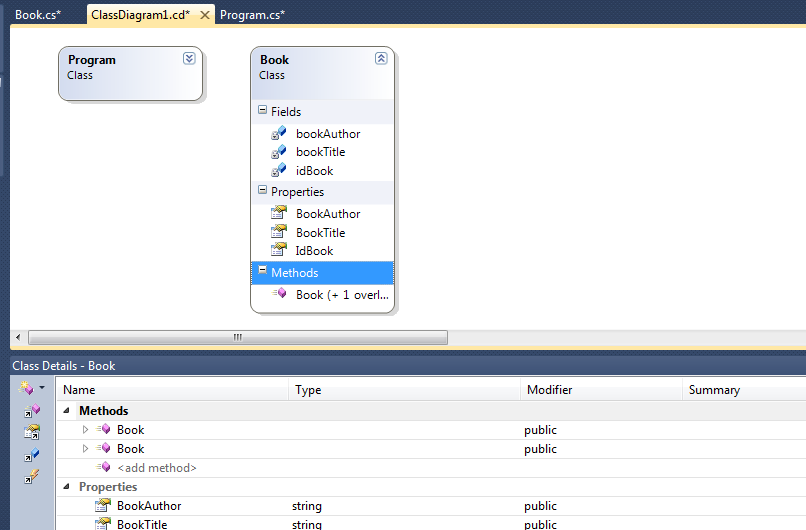 Book.cs* ClassDiagram1.cd* Program.cs*
Program
Class
Book
Class
Fields
bookAuthor
bookTitle
idBook
Properties
BookAuthor
BookTitle
IdBook
Methods
Book (+ 1 overl...
Class Details - Book
Name Type Modifier Summary
Methods
Book public
Book public
<add method>
Properties
BookAuthor string public
BookTitle string public